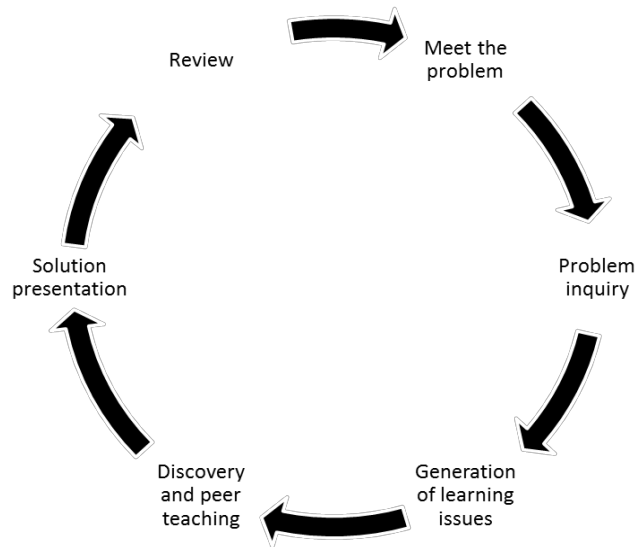 Review
Meet the
problem
Problem
inquiry
Generation
of learning
issues
Discovery
and peer
teaching
Solution
presentation